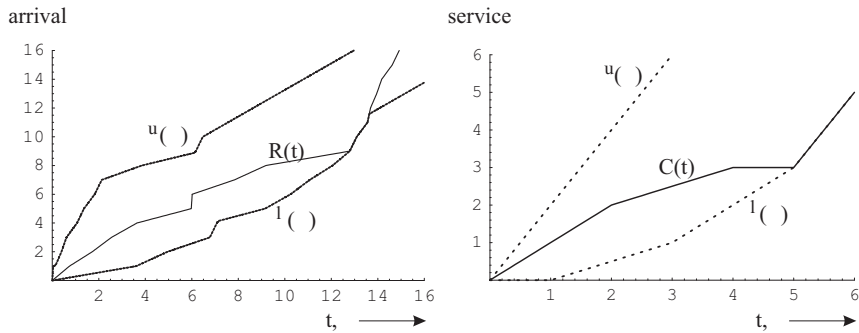 arrival
service
16
14
12
10
8
6
4
2
u( )
R(t)
l( )
2 4 6 8 10 12 14 16
t,
6
5
4
3
2
1
u( )
C(t)
l( )
1 2 3 4 5 6
t,